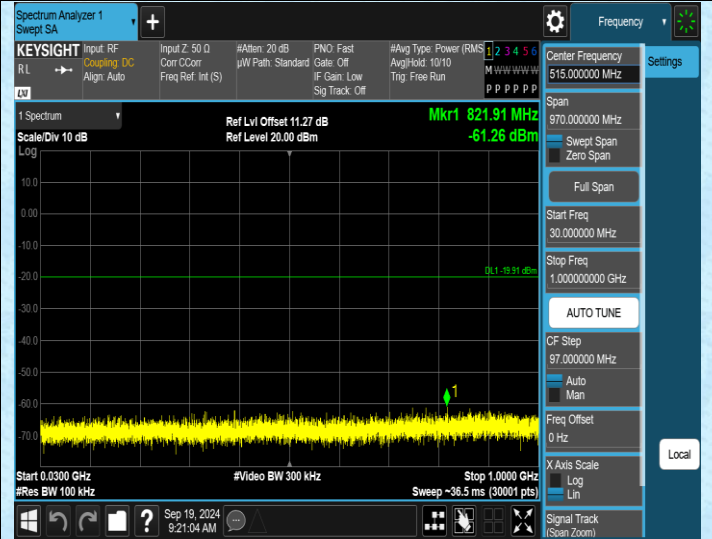 Spectrum Analyzer 1
Swept SA
+
Frequency
KEYSIGHT
RL
LXI
Input: RF
Coupling: DC
Align: Auto
Input Z: 50 Ω
Corr CCorr
Freq Ref: Int (S)
#Atten: 20 dB
µW Path: Standard
PNO: Fast
Gate: Off
IF Gain: Low
Sig Track: Off
#Avg Type: Power (RMS
Avg|Hold: 10/10
Trig: Free Run
1 2 3 4 5 6
M W W W W W
P P P P P P
Settings
Center Frequency
515.000000 MHz
Span
970.000000 MHz
Swept Span
Zero Span
Full Span
Start Freq
30.000000 MHz
Stop Freq
1.000000000 GHz
AUTO TUNE
CF Step
97.000000 MHz
Auto
Man
Freq Offset
0 Hz
X Axis Scale
Log
Lin
Signal Track
(Span Zoom)
Local
1 Spectrum
Scale/Div 10 dB
Log
Ref Lvl Offset 11.27 dB
Ref Level 20.00 dBm
Mkr1 821.91 MHz
-61.26 dBm
10.0
0.00
-10.0
-20.0
-30.0
-40.0
-50.0
-60.0
-70.0
DL1 -19.91 dBm
1
Start 0.0300 GHz
#Res BW 100 kHz
#Video BW 300 kHz
Stop 1.0000 GHz
Sweep ~36.5 ms (30001 pts)
?
Sep 19, 2024
9:21:04 AM